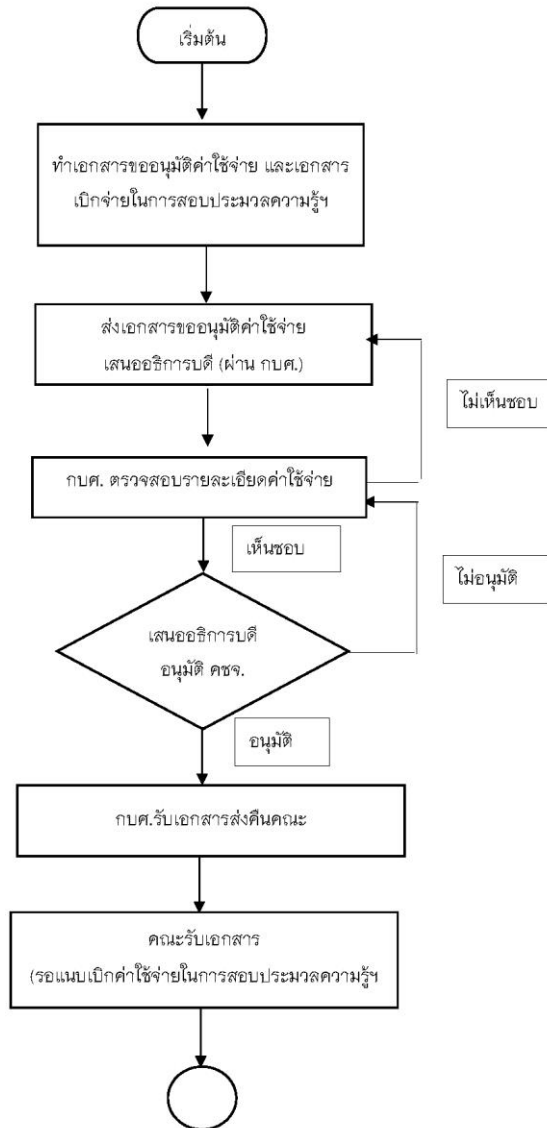 เริ่มต้น
ทำเอกสารขออนุมัติค่าใช้จ่าย และเอกสาร
เบิกจ่ายในการสอบประมวลความรู้ฯ
ส่งเอกสารขออนุมัติค่าใช้จ่าย
เสนออธิการบดี (ผ่าน กบศ.)
ไม่เห็นชอบ
กบศ. ตรวจสอบรายละเอียดค่าใช้จ่าย
เห็นชอบ
ไม่อนุมัติ
เสนออธิการบดี
อนุมัติ คชจ.
อนุมัติ
กบศ.รับเอกสารส่งคืนคณะ
คณะรับเอกสาร
(รอแนบเบิกค่าใช้จ่ายในการสอบประมวลความรู้ฯ